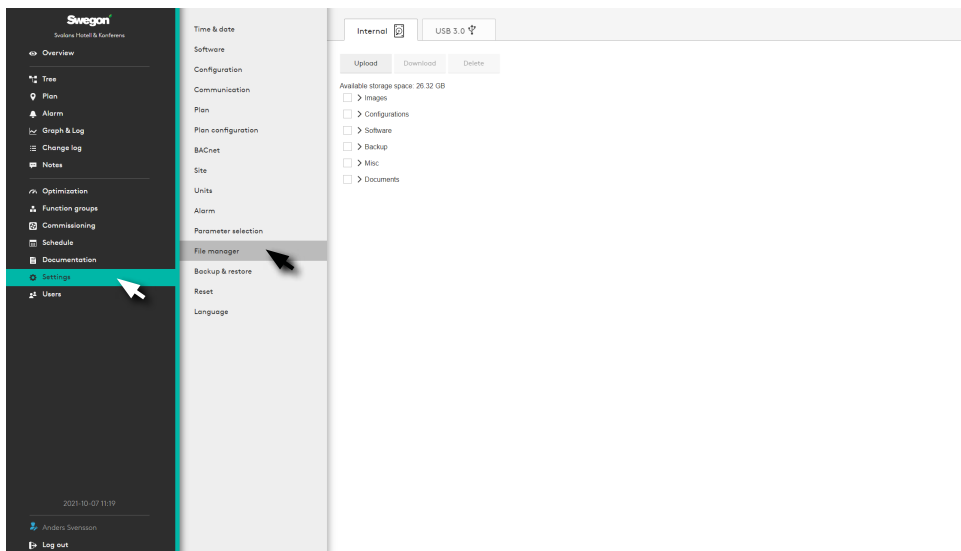 Swegon
Svalans Hotell & Konferens
Overview
Tree
Plan
Alarm
Graph & Log
Change log
Notes
Optimization
Function groups
Commissioning
Schedule
Documentation
Settings
Users
2021-10-07 11:19
Anders Svensson
Log out
Time & date
Software
Configuration
Communication
Plan
Plan configuration
BACnet
Site
Units
Alarm
Parameter selection
File manager
Backup & restore
Reset
Language
Internal USB 3.0
Upload Download Delete
Available storage space: 26.32 GB
Images
Configurations
Software
Backup
Misc
Documents